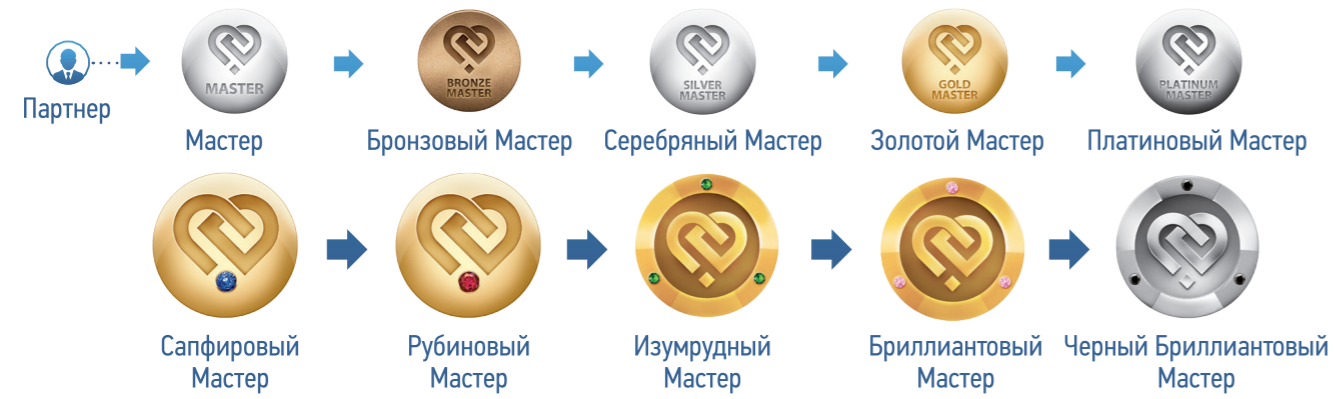 MASTER
BRONZE
MASTER
SILVER
MASTER
GOLD
MASTER
PLATINUM
MASTER
Партнер
Мастер
Бронзовый Мастер
Серебряный Мастер
Золотой Мастер
Платиновый Мастер
Сапфировый
Мастер
Рубиновый
Мастер
Изумрудный
Мастер
Бриллиантовый
Мастер
Черный Бриллиантовый
Мастер